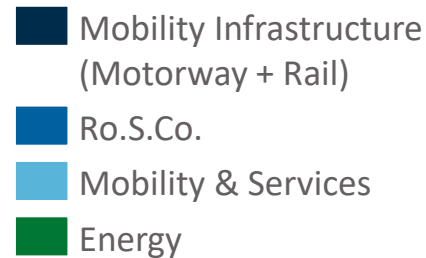 Mobility Infrastructure
(Motorway + Rail)
Ro.S.Co.
Mobility & Services
Energy